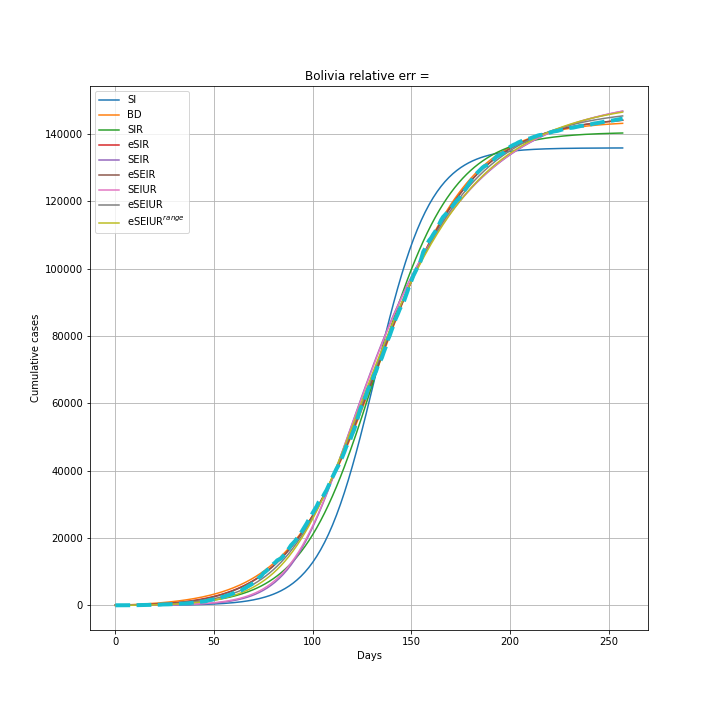 Bolivia relative err =
SI
BD
SIR
eSIR
SEIR
eSEIR
SEIUR
eSEIUR
eSEIUR^range
140000
120000
100000
80000
60000
40000
20000
0
Cumulative cases
0 50 100 150 200 250
Days